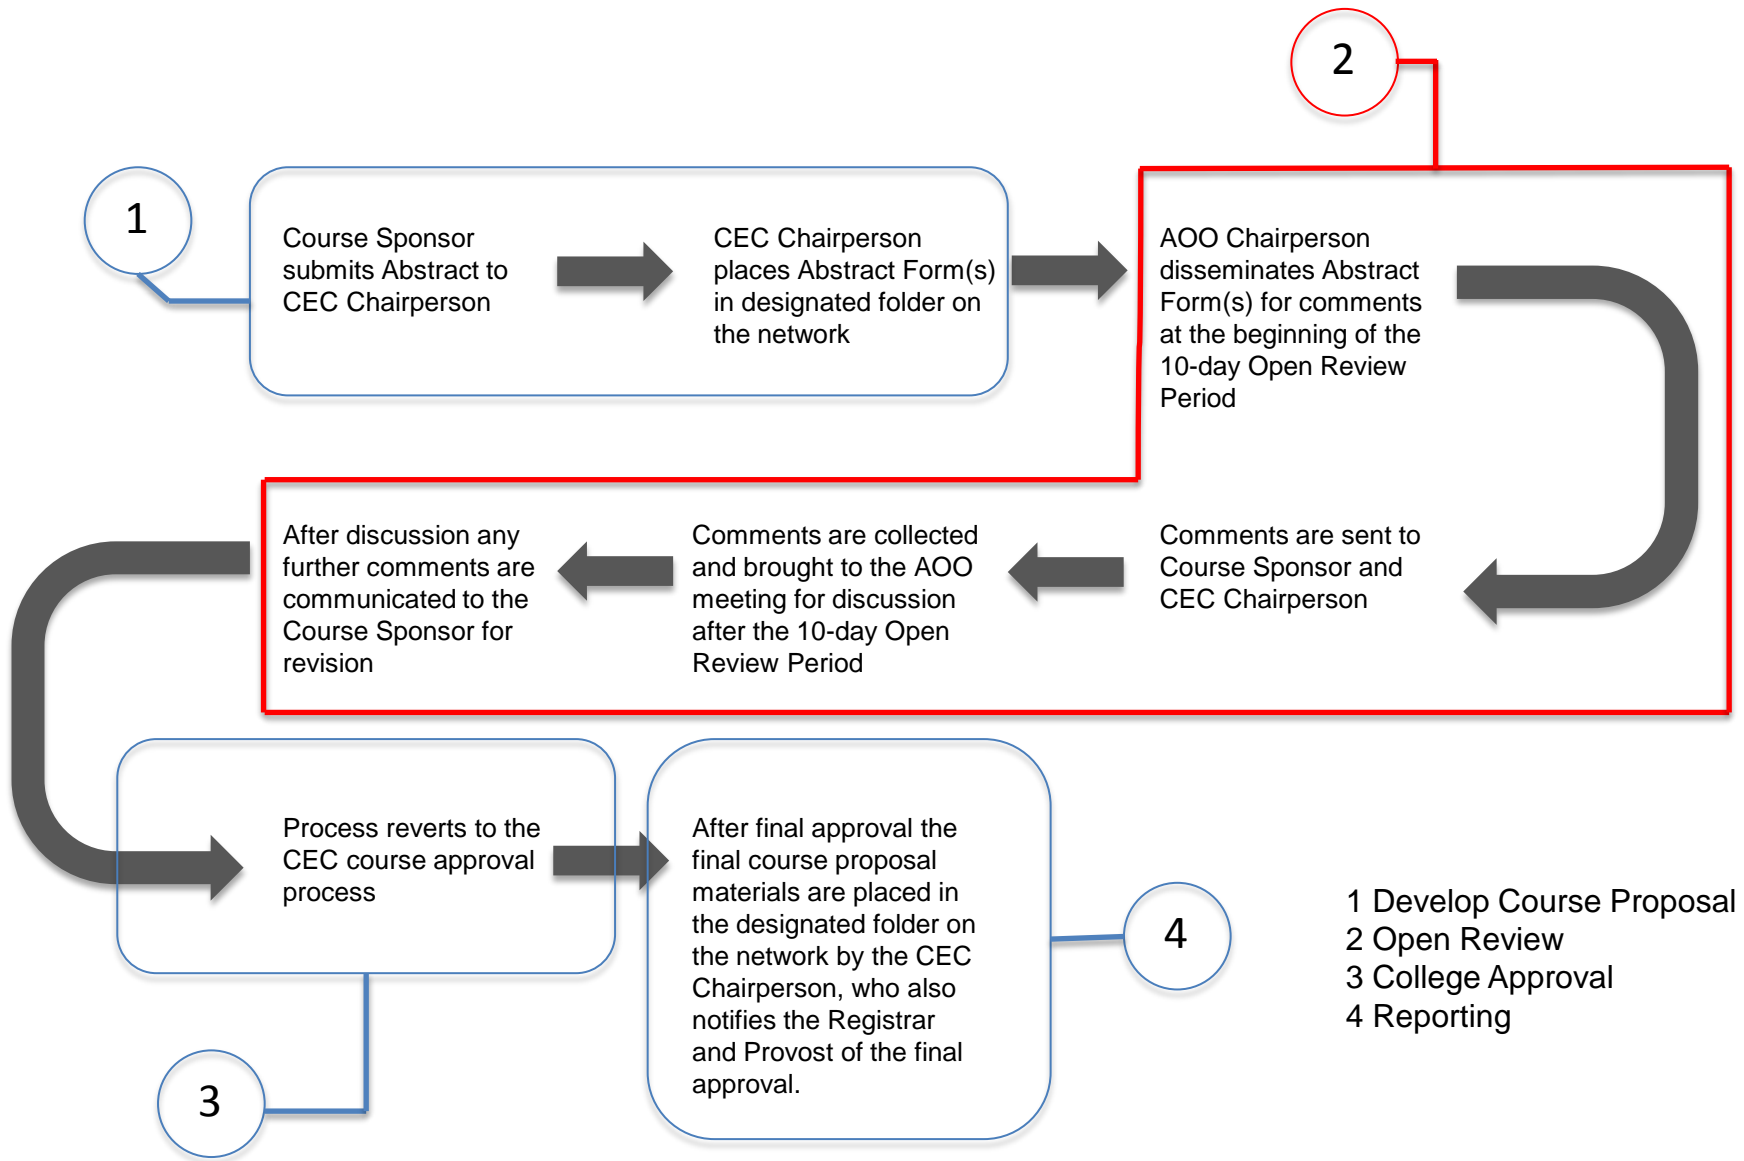 2
1
Course Sponsor
submits Abstract to
CEC Chairperson
CEC Chairperson
places Abstract Form(s)
in designated folder on
the network
AOO Chairperson
disseminates Abstract
Form(s) for comments
at the beginning of the
10-day Open Review
Period
Comments are sent to
Course Sponsor and
CEC Chairperson
Comments are collected
and brought to the AOO
meeting for discussion
after the 10-day Open
Review Period
After discussion any
further comments are
communicated to the
Course Sponsor for
revision
Process reverts to the
CEC course approval
process
3
After final approval the
final course proposal
materials are placed in
the designated folder on
the network by the CEC
Chairperson, who also
notifies the Registrar
and Provost of the final
approval.
4
1 Develop Course Proposal
2 Open Review
3 College Approval
4 Reporting